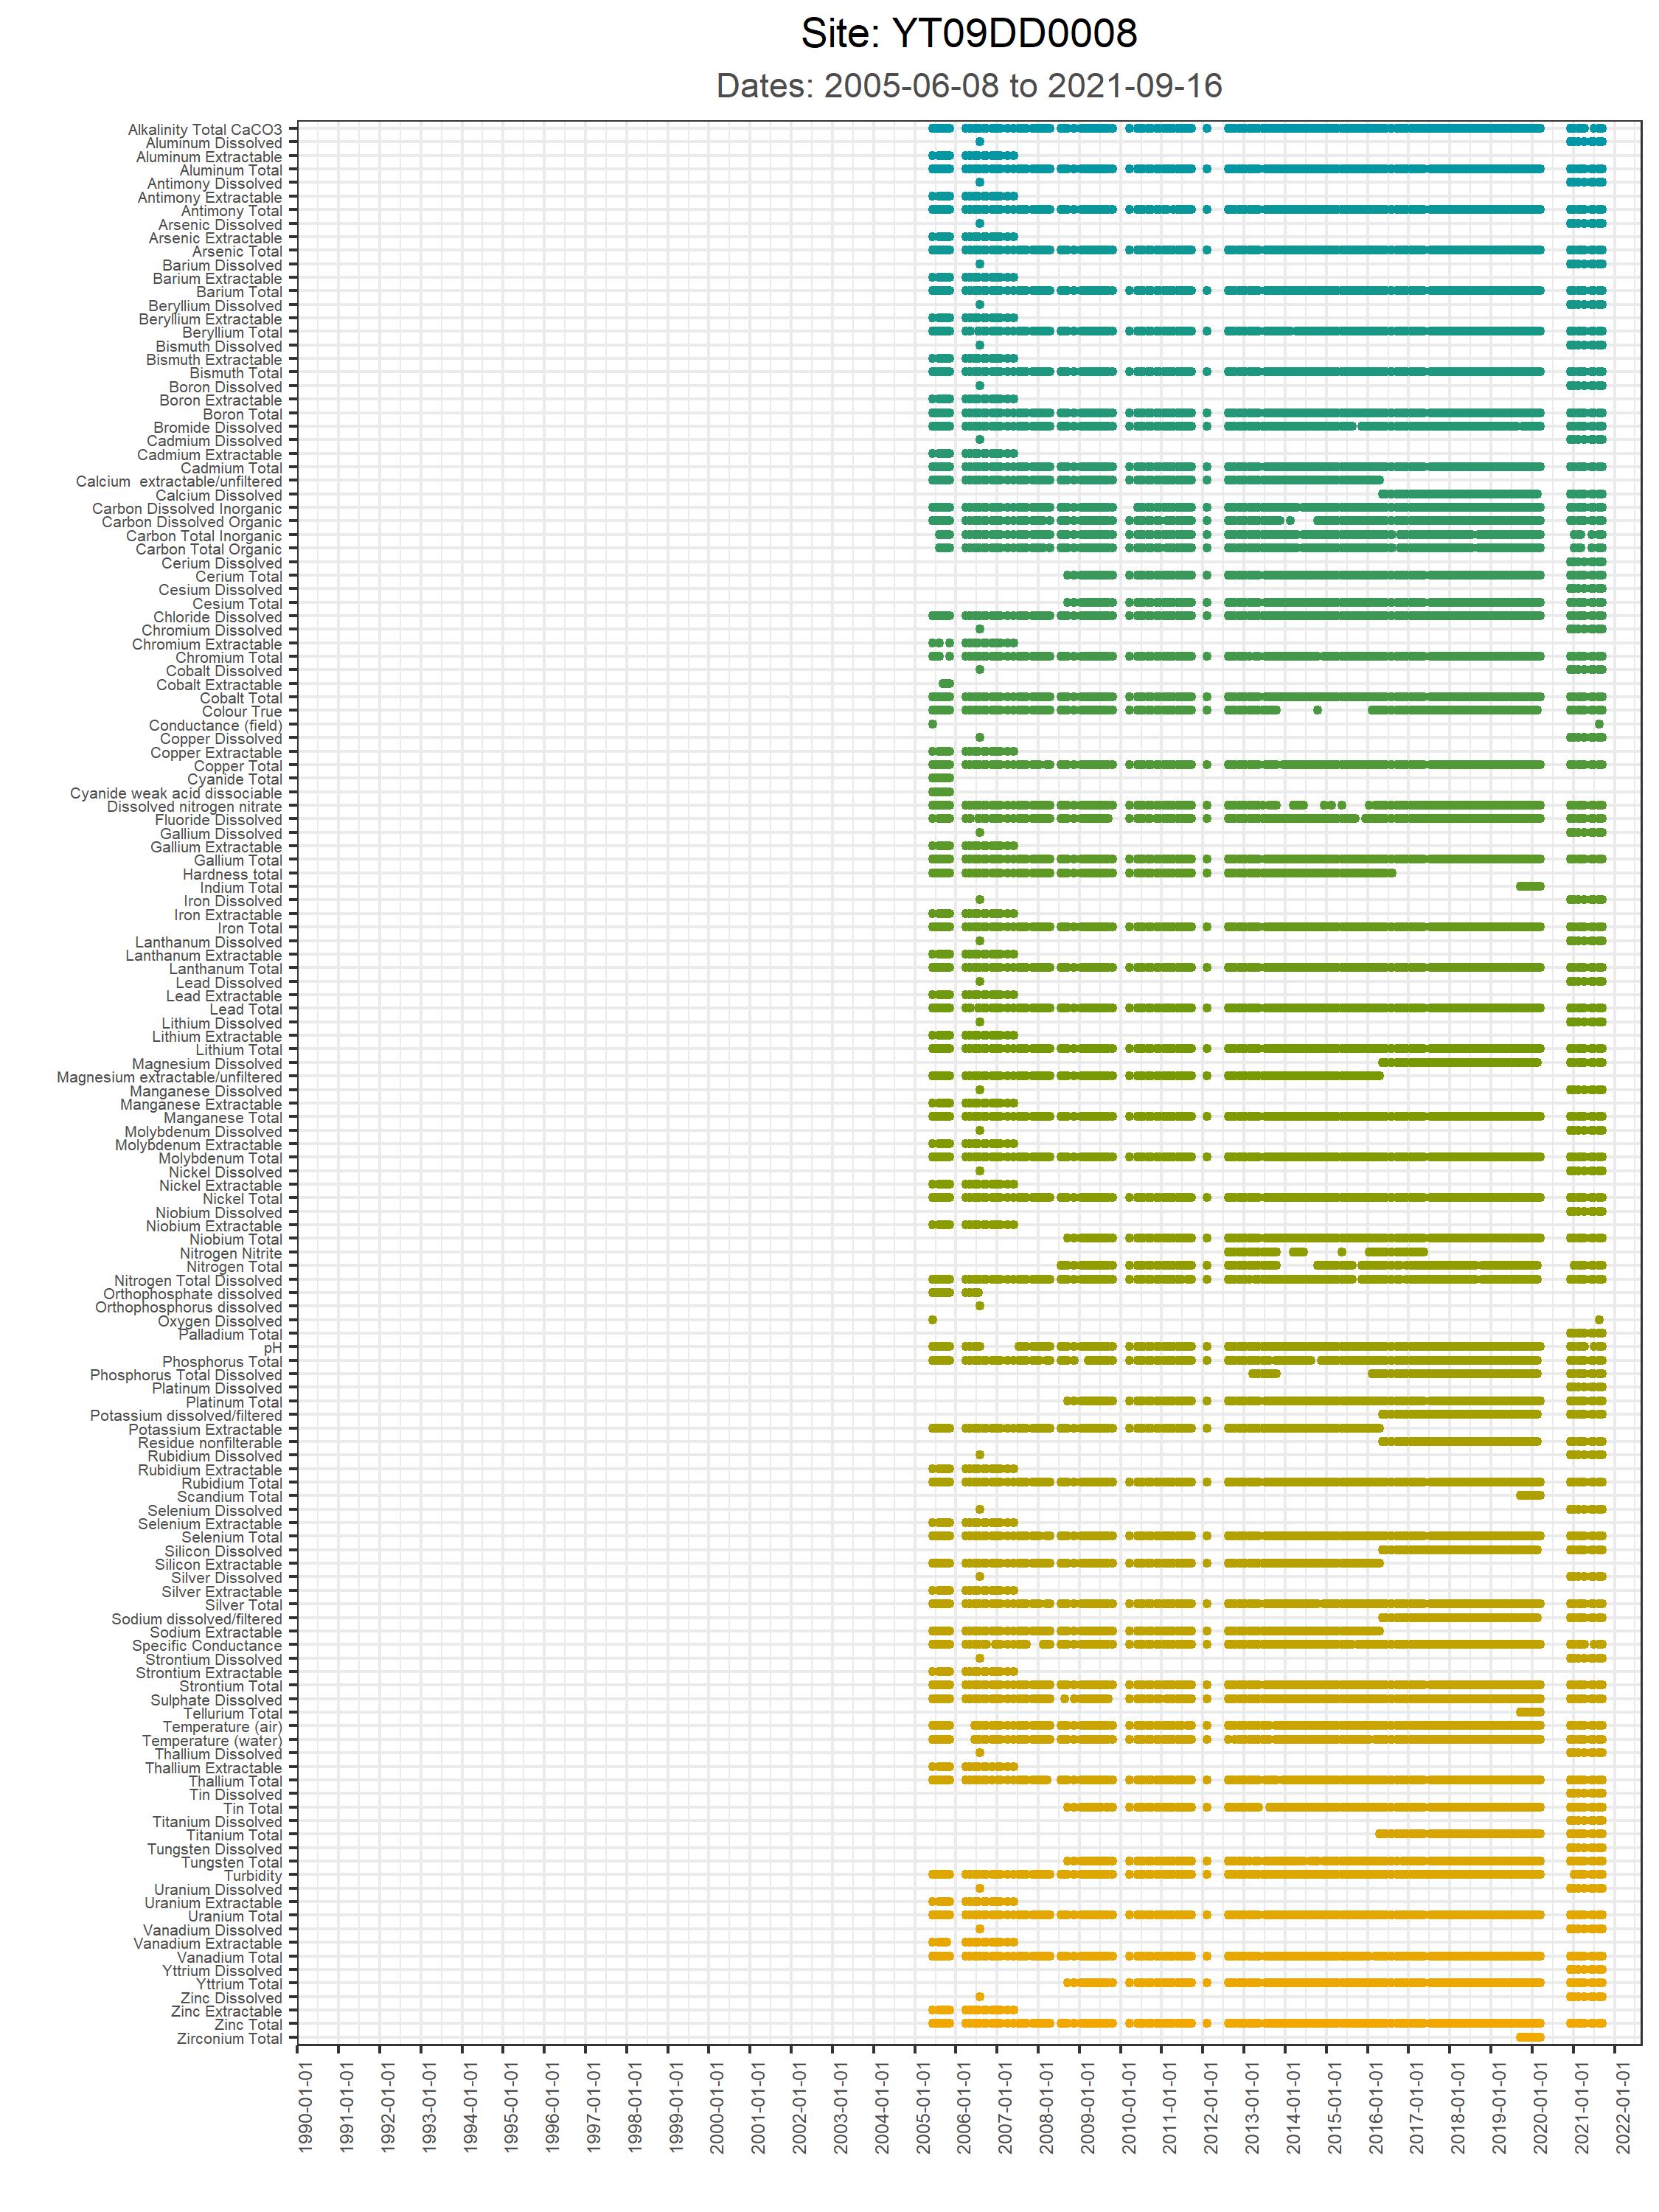 Site: YT09DD0008
Dates: 2005-06-08 to 2021-09-16
Alkalinity Total CaCO3
Aluminum Dissolved
Aluminum Extractable
Aluminum Total
Antimony Dissolved
Antimony Extractable
Antimony Total
Arsenic Dissolved
Arsenic Extractable
Arsenic Total
Barium Dissolved
Barium Extractable
Barium Total
Beryllium Dissolved
Beryllium Extractable
Beryllium Total
Bismuth Dissolved
Bismuth Extractable
Bismuth Total
Boron Dissolved
Boron Extractable
Boron Total
Bromide Dissolved
Cadmium Dissolved
Cadmium Extractable
Cadmium Total
Calcium  extractable/unfiltered
Calcium Dissolved
Carbon Dissolved Inorganic
Carbon Dissolved Organic
Carbon Total Inorganic
Carbon Total Organic
Cerium Dissolved
Cerium Total
Cesium Dissolved
Cesium Total
Chloride Dissolved
Chromium Dissolved
Chromium Extractable
Chromium Total
Cobalt Dissolved
Cobalt Extractable
Cobalt Total
Colour True
Conductance (field)
Copper Dissolved
Copper Extractable
Copper Total
Cyanide Total
Cyanide weak acid dissociable
Dissolved nitrogen nitrate
Fluoride Dissolved
Gallium Dissolved
Gallium Extractable
Gallium Total
Hardness total
Indium Total
Iron Dissolved
Iron Extractable
Iron Total
Lanthanum Dissolved
Lanthanum Extractable
Lanthanum Total
Lead Dissolved
Lead Extractable
Lead Total
Lithium Dissolved
Lithium Extractable
Lithium Total
Magnesium Dissolved
Magnesium extractable/unfiltered
Manganese Dissolved
Manganese Extractable
Manganese Total
Molybdenum Dissolved
Molybdenum Extractable
Molybdenum Total
Nickel Dissolved
Nickel Extractable
Nickel Total
Niobium Dissolved
Niobium Extractable
Niobium Total
Nitrogen Nitrite
Nitrogen Total
Nitrogen Total Dissolved
Orthophosphate dissolved
Orthophosphorus dissolved
Oxygen Dissolved
Palladium Total
pH
Phosphorus Total
Phosphorus Total Dissolved
Platinum Dissolved
Platinum Total
Potassium dissolved/filtered
Potassium Extractable
Residue nonfilterable
Rubidium Dissolved
Rubidium Extractable
Rubidium Total
Scandium Total
Selenium Dissolved
Selenium Extractable
Selenium Total
Silicon Dissolved
Silicon Extractable
Silver Dissolved
Silver Extractable
Silver Total
Sodium dissolved/filtered
Sodium Extractable
Specific Conductance
Strontium Dissolved
Strontium Extractable
Strontium Total
Sulphate Dissolved
Tellurium Total
Temperature (air)
Temperature (water)
Thallium Dissolved
Thallium Extractable
Thallium Total
Tin Dissolved
Tin Total
Titanium Dissolved
Titanium Total
Tungsten Dissolved
Tungsten Total
Turbidity
Uranium Dissolved
Uranium Extractable
Uranium Total
Vanadium Dissolved
Vanadium Extractable
Vanadium Total
Yttrium Dissolved
Yttrium Total
Zinc Dissolved
Zinc Extractable
Zinc Total
Zirconium Total
1990-01-01
1991-01-01
1992-01-01
1993-01-01
1994-01-01
1995-01-01
1996-01-01
1997-01-01
1998-01-01
1999-01-01
2000-01-01
2001-01-01
2002-01-01
2003-01-01
2004-01-01
2005-01-01
2006-01-01
2007-01-01
2008-01-01
2009-01-01
2010-01-01
2011-01-01
2012-01-01
2013-01-01
2014-01-01
2015-01-01
2016-01-01
2017-01-01
2018-01-01
2019-01-01
2020-01-01
2021-01-01
2022-01-01